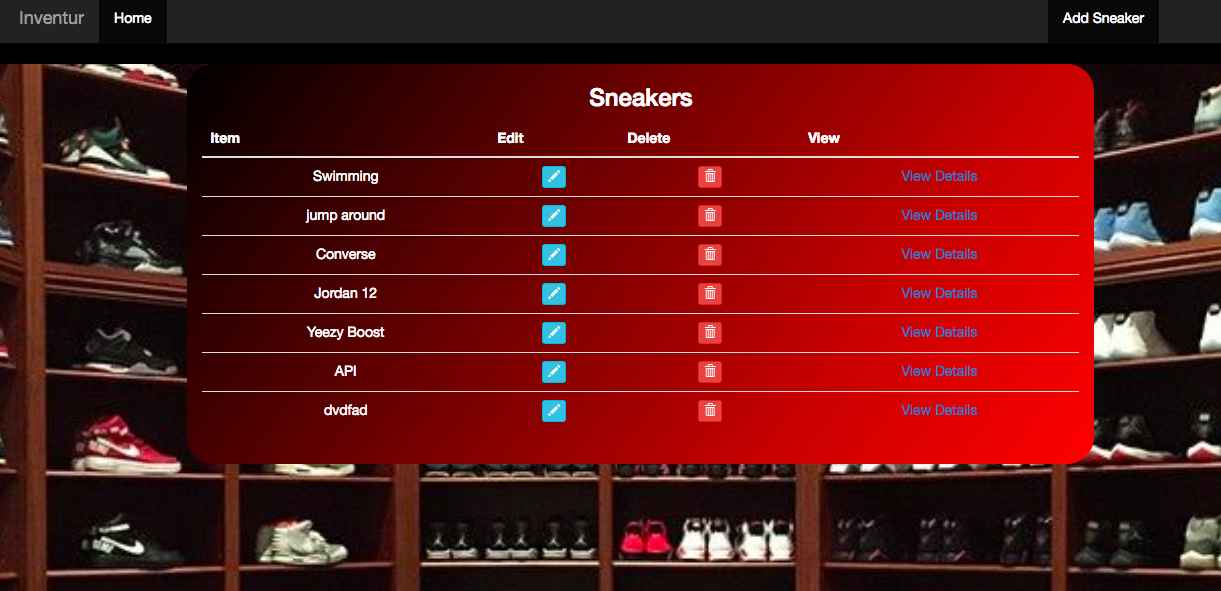 Inventur Home Add Sneaker
Sneakers
Item Edit Delete View
Swimming View Details
jump around View Details
Converse View Details
Jordan 12 View Details
Yeezy Boost View Details
API View Details
dvdfad View Details